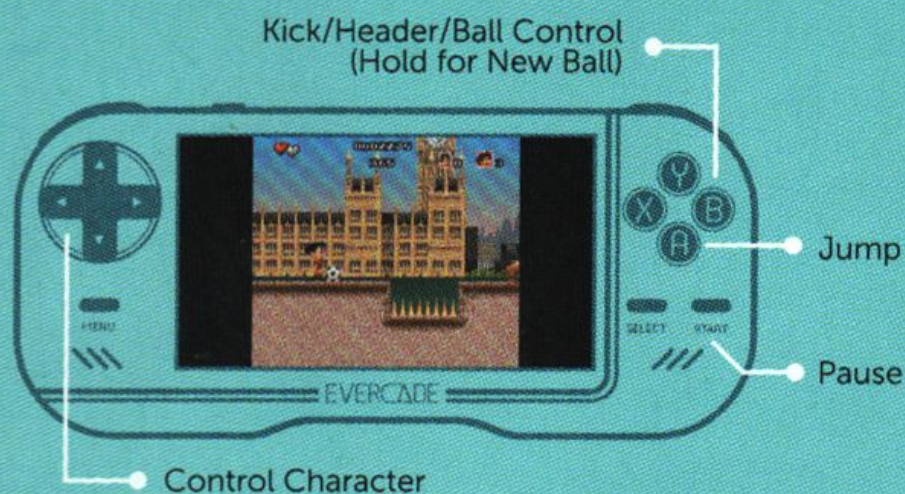 Kick/Header/Ball Control
(Hold for New Ball)
Y
X
B
A
Jump
MENU
SELECT
START
Pause
EVERCADE
Control Character